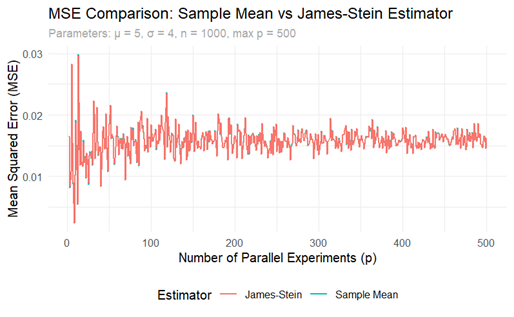 MSE Comparison: Sample Mean vs James-Stein Estimator
Parameters: μ = 5, σ = 4, n = 1000, max p = 500
Mean Squared Error (MSE)
0.03
0.02
0.01
0 100 200 300 400 500
Number of Parallel Experiments (p)
Estimator James-Stein Sample Mean